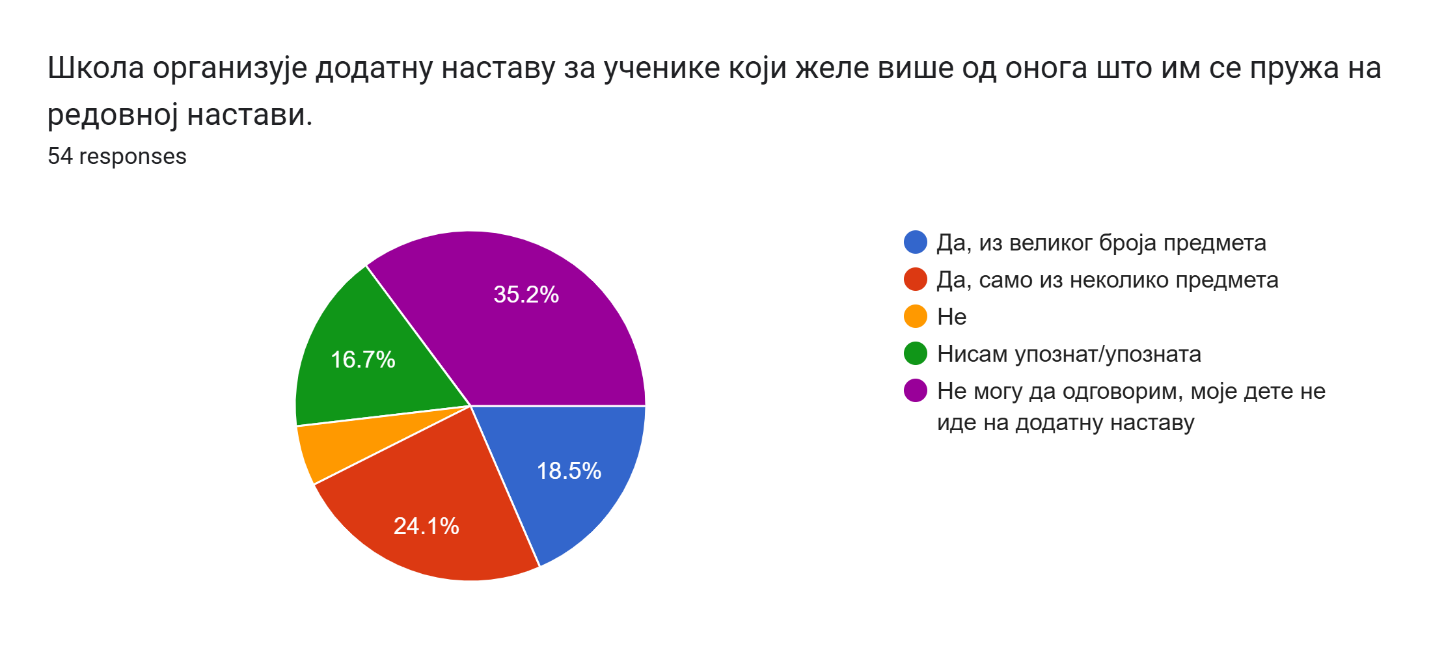 Школа организује додатну наставу за ученике који желе више од онога што им се пружа на
редовној настави.
54 responses
35.2%
16.7%
18.5%
24.1%
Да, из великог броја предмета
Да, само из неколико предмета
Не
Нисам упознат/упозната
Не могу да одговорим, моје дете не
иде на додатну наставу